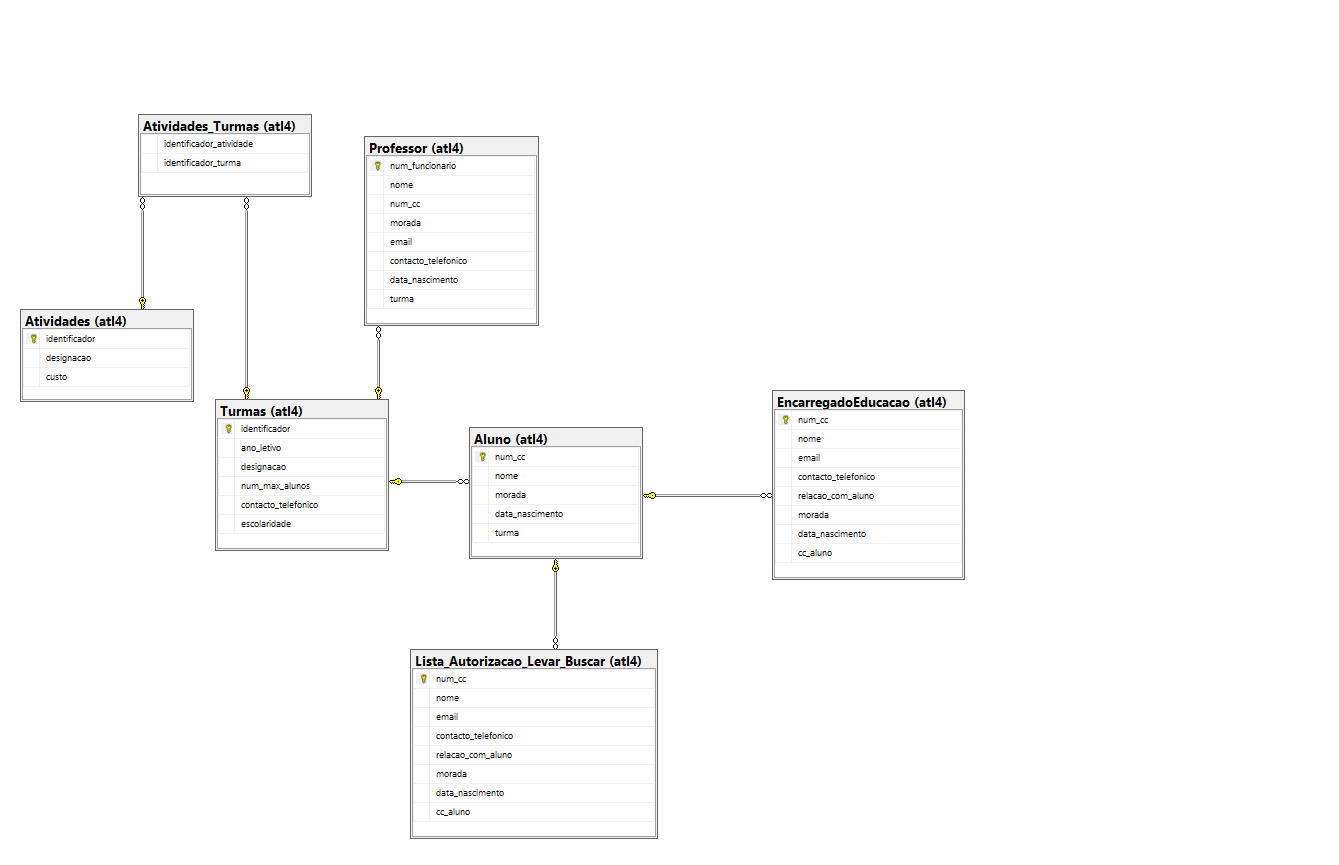 Atividades_Turmas (atl4)
identificador_atividade
identificador_turma
Professor (atl4)
num_funcionario
nome
num_cc
morada
email
contacto_telefonico
data_nascimento
turma
Atividades (atl4)
identificador
designacao
custo
Turmas (atl4)
identificador
ano_letivo
designacao
num_max_alunos
contacto_telefonico
escolaridade
Aluno (atl4)
num_cc
nome
morada
data_nascimento
turma
EncarregadoEducacao (atl4)
num_cc
nome
email
contacto_telefonico
relacao_com_aluno
morada
data_nascimento
cc_aluno
Lista_Autorizacao_Levar_Buscar (atl4)
num_cc
nome
email
contacto_telefonico
relacao_com_aluno
morada
data_nascimento
cc_aluno